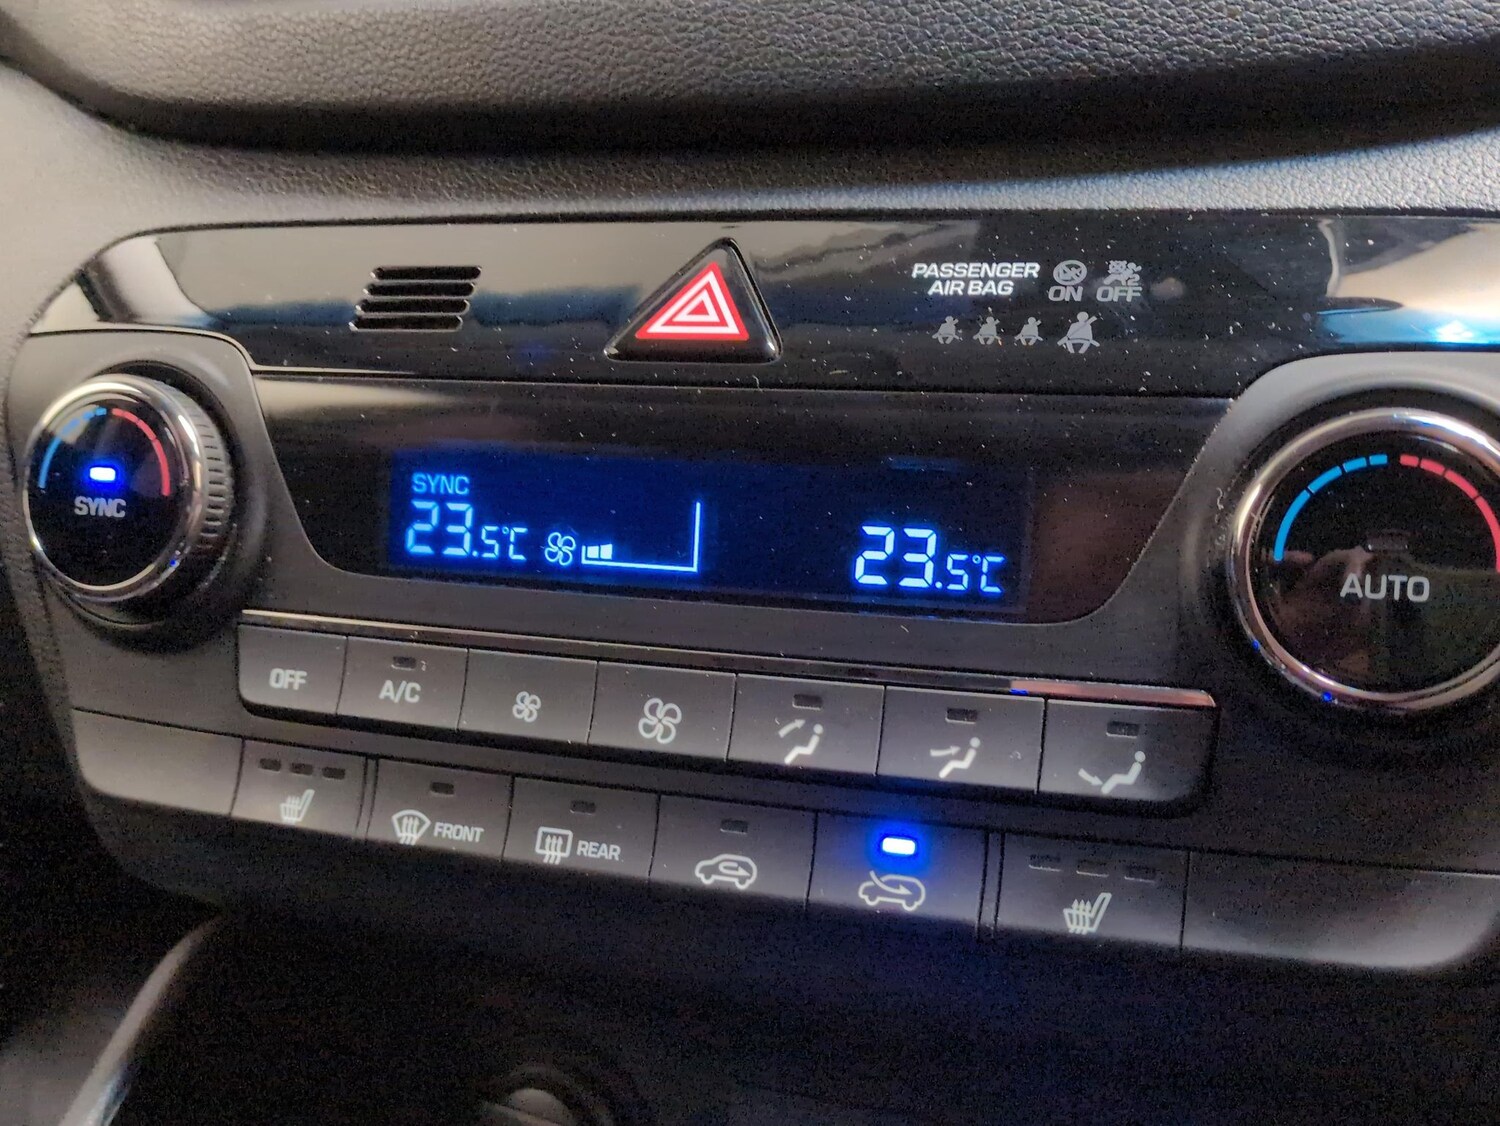 PASSENGER
AIR BAG ON OFF
SYNC
23.5°C 23.5°C
SYNC
AUTO
OFF A/C
FRONT REAR